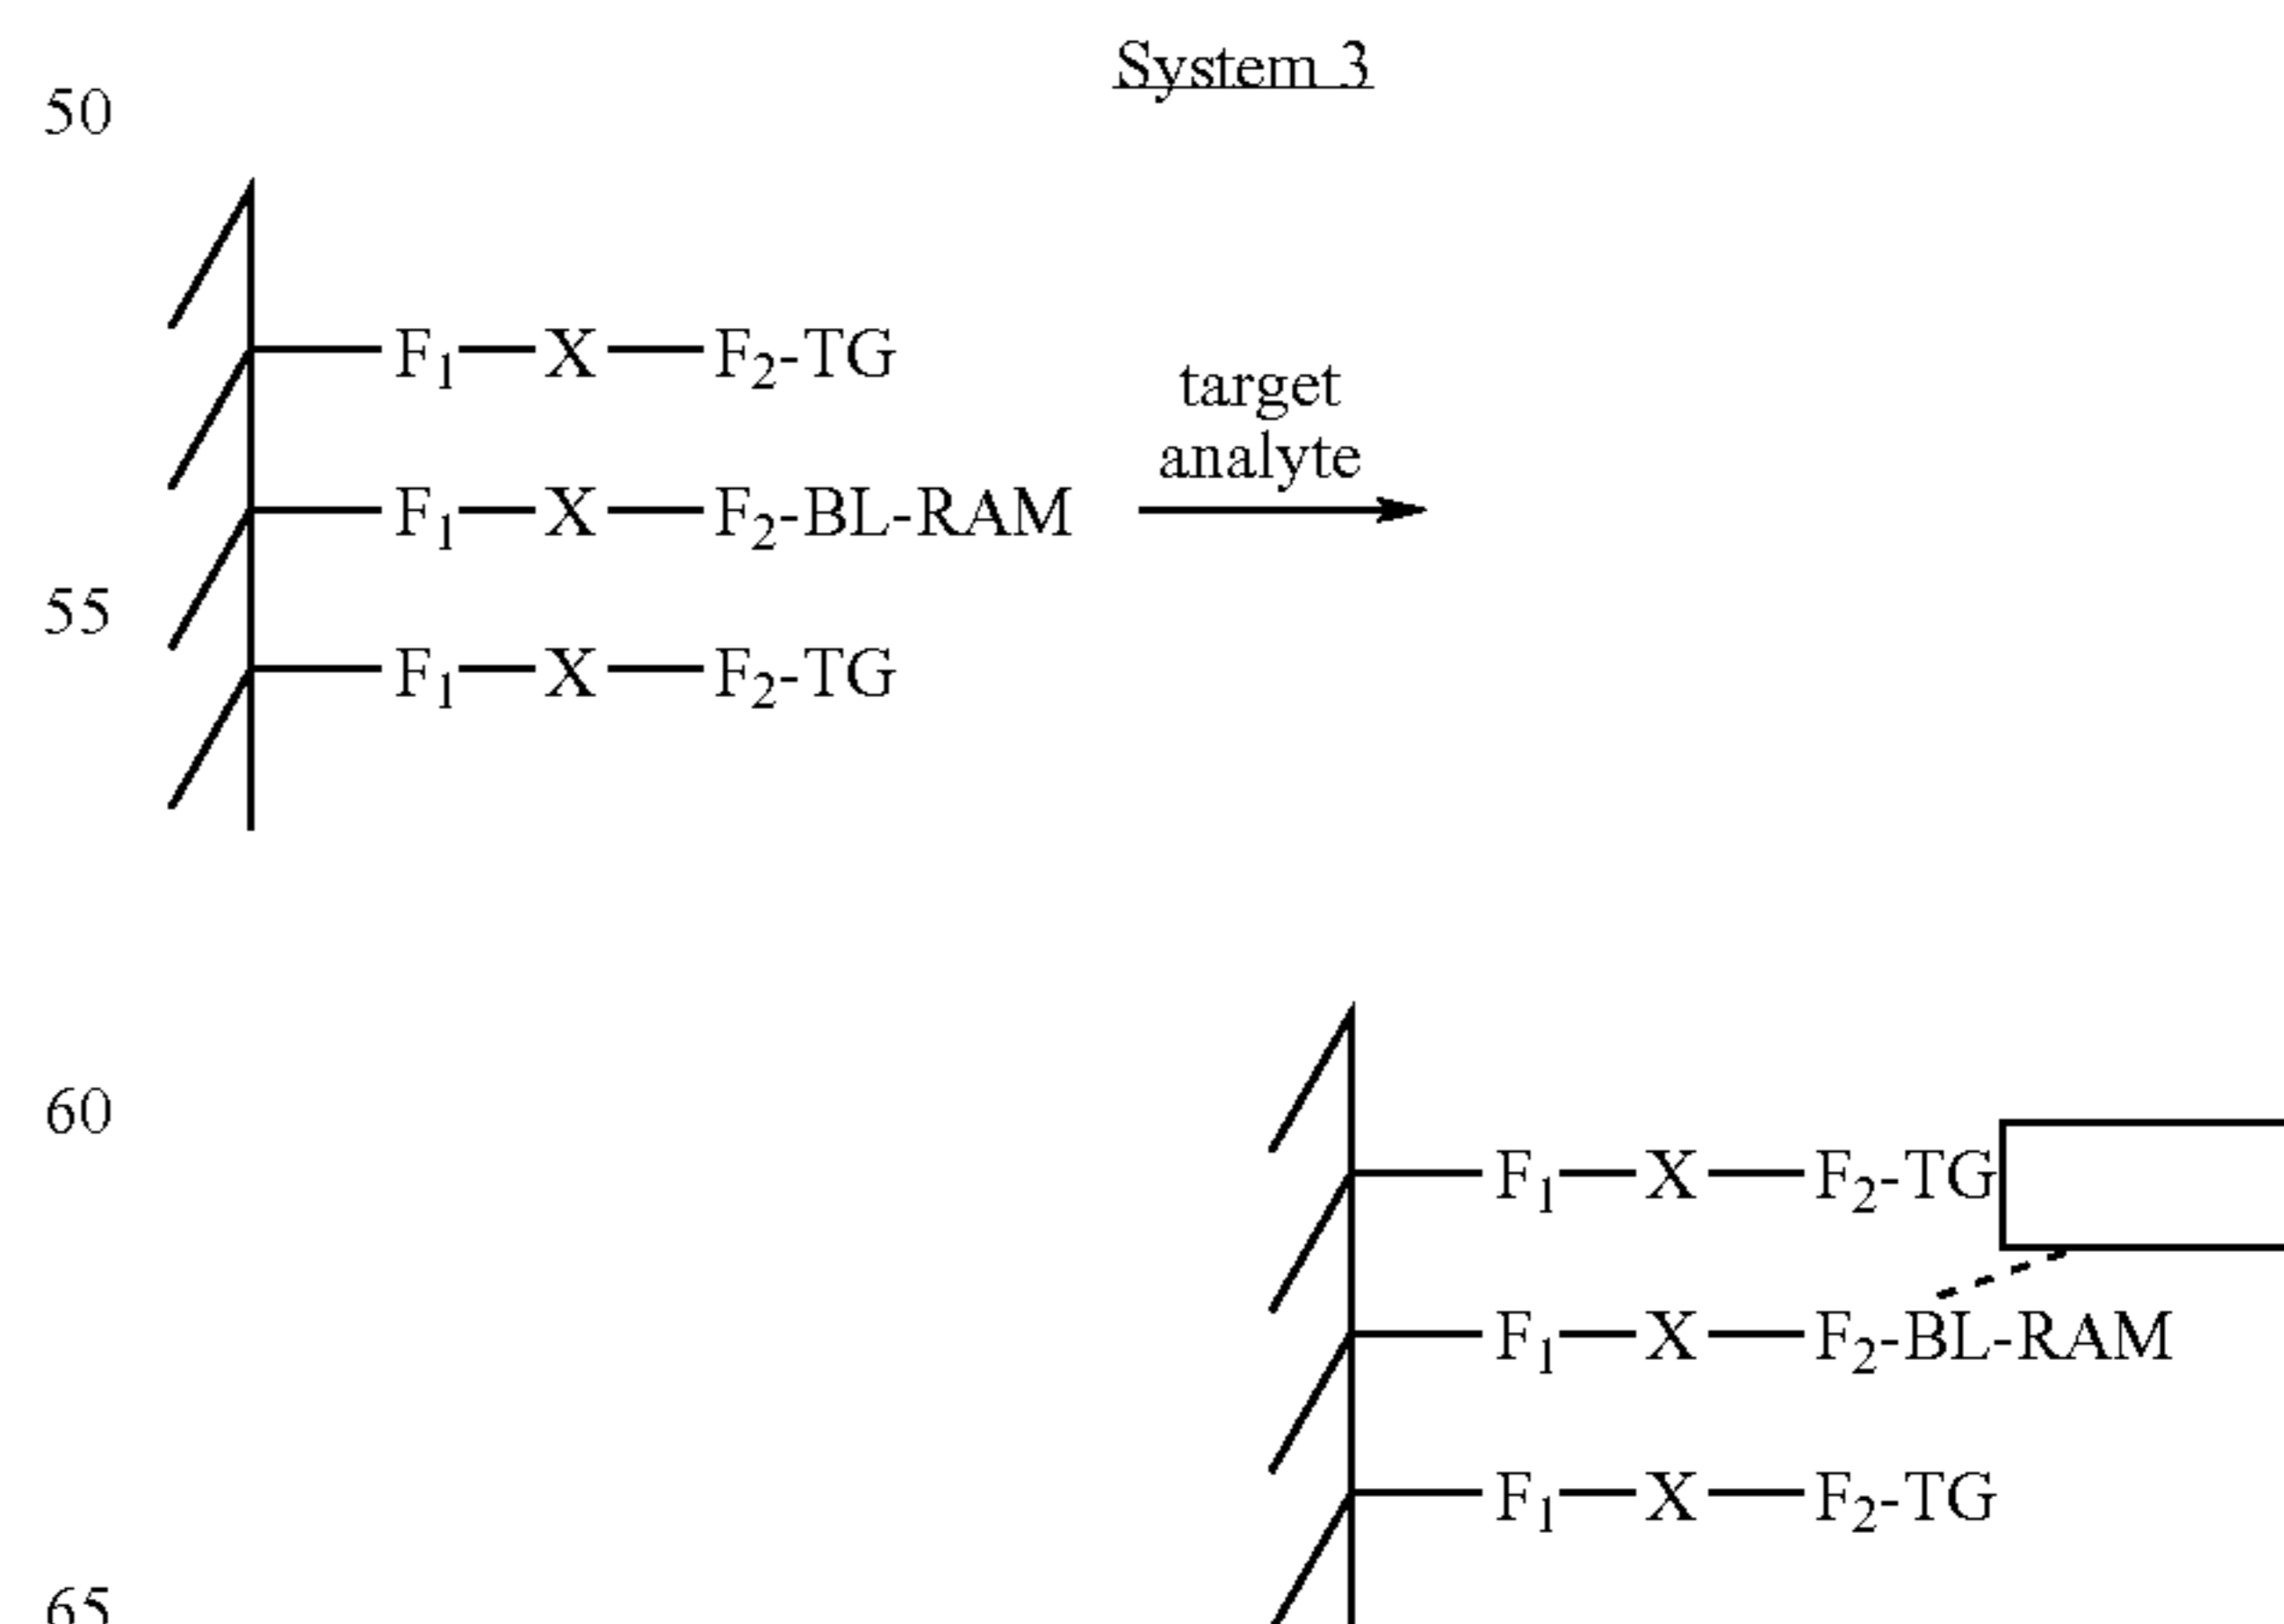 System 3
50
F₁—X—F₂-TG
target
analyte
F₁—X—F₂-BL-RAM
55
F₁—X—F₂-TG
60
F₁—X—F₂-TG
F₁—X—F₂-BL-RAM
F₁—X—F₂-TG
65